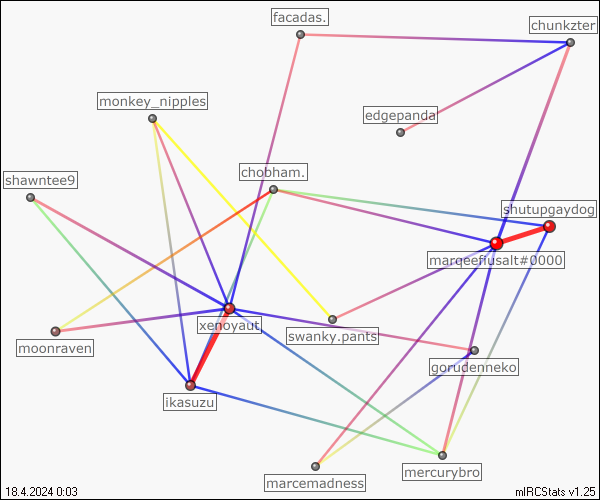 facadas.
chunkzter
monkey_nipples
edgepanda
chobham.
shawntee9
shutupgaydog
marqeefiusalt#0000
xenoyaut.
swanky.pants
moonraven
gorudenneko
ikasuzu
mercurybro
marcemadness
18.4.2024 0:03
mIRCStats v1.25